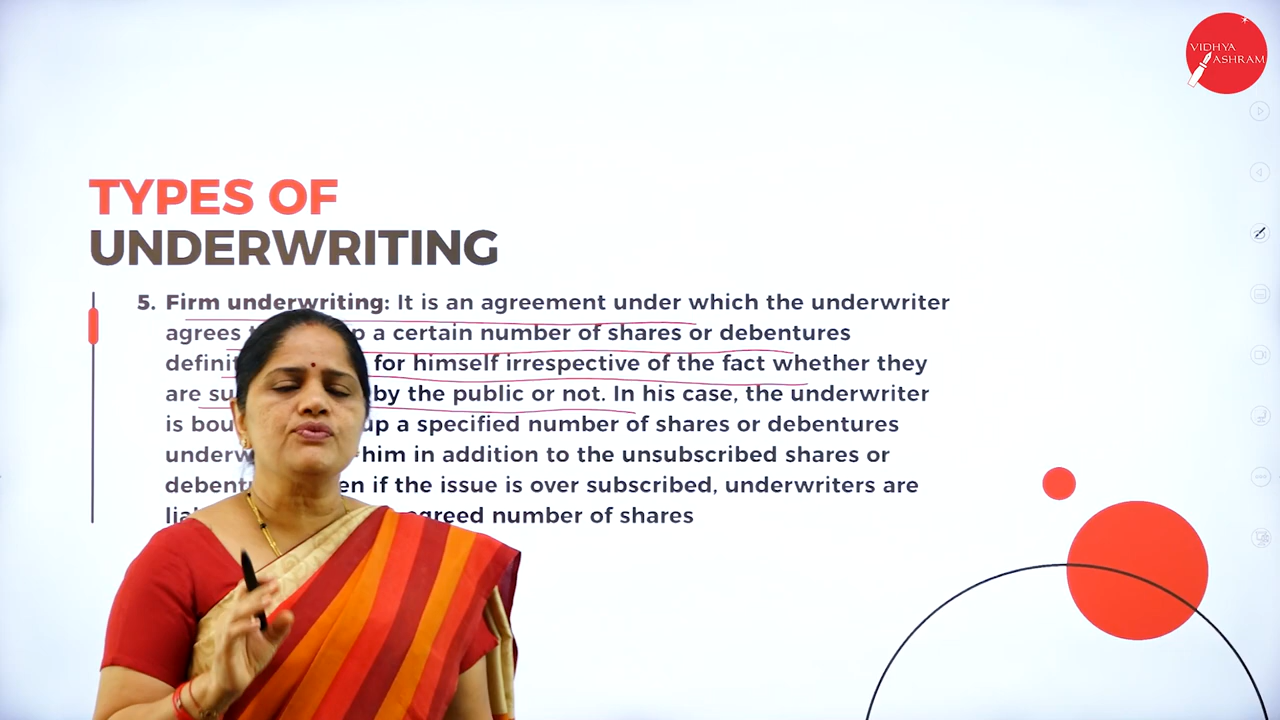 VIDHYA
ASHRAM
TYPES OF
UNDERWRITING
5. Firm underwriting: It is an agreement under which the underwriter
agrees a certain number of shares or debentures
for himself irrespective of the fact whether they
are by the public or not. In his case, the underwriter
is up a specified number of shares or debentures
him in addition to the unsubscribed shares or
if the issue is over subscribed, underwriters are
number of shares